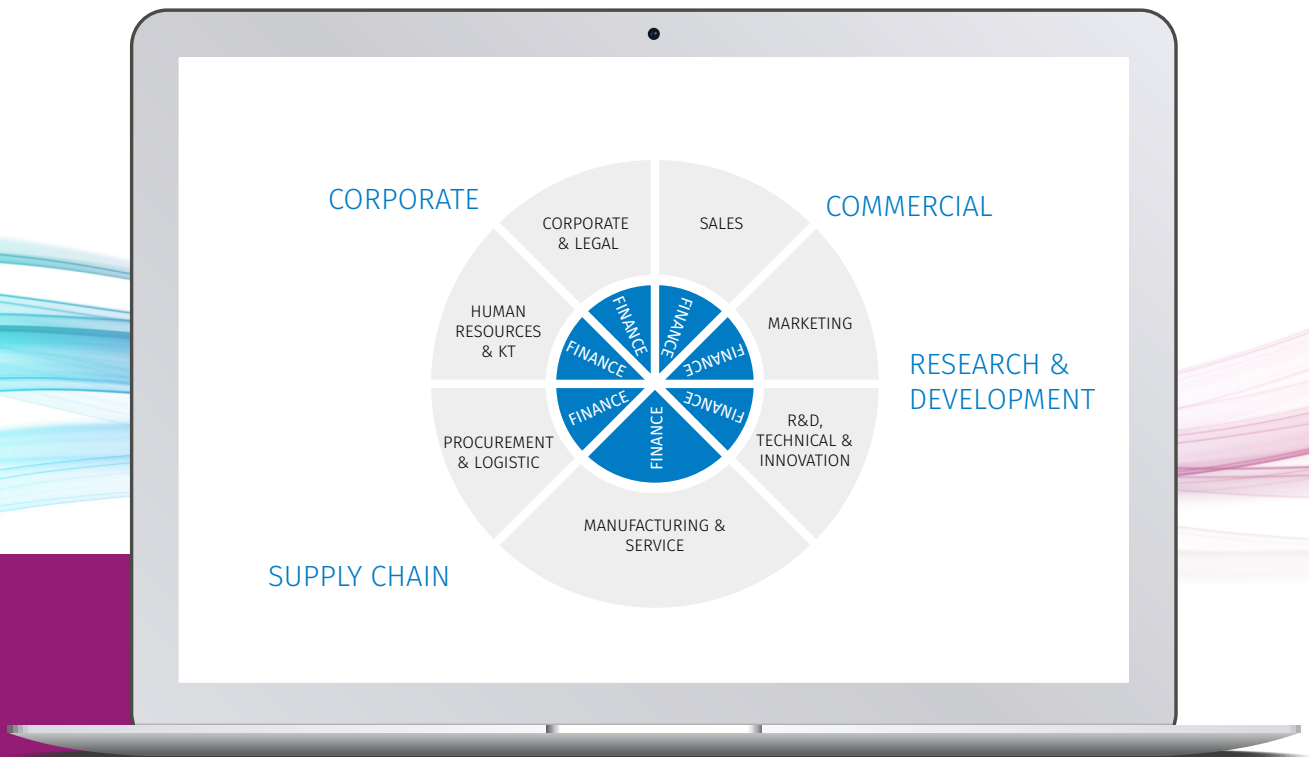 CORPORATE
COMMERCIAL
CORPORATE
& LEGAL
SALES
HUMAN
RESOURCES
& KT
MARKETING
FINANCE
FINANCE
FINANCE
FINANCE
RESEARCH &
DEVELOPMENT
FINANCE
FINANCE
FINANCE
PROCUREMENT
& LOGISTIC
R&D,
TECHNICAL &
INNOVATION
MANUFACTURING &
SERVICE
SUPPLY CHAIN